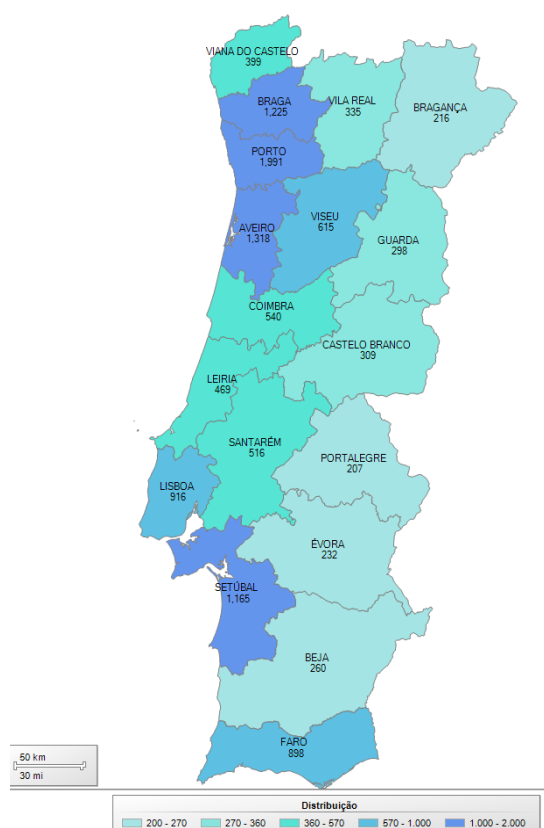 VIANA DO CASTELO
399
BRAGA
1,225
VILA REAL
335
BRAGANÇA
216
PORTO
1,991
AVEIRO
1,318
VISEU
615
GUARDA
298
COIMBRA
540
CASTELO BRANCO
309
LEIRIA
469
SANTARÉM
516
PORTALEGRE
207
LISBOA
916
ÉVORA
232
SETÚBAL
1,165
BEJA
260
FARO
898
50 km
30 mi
Distribuição
200 - 270 270 - 360 360 - 570 570 - 1.000 1.000 - 2.000